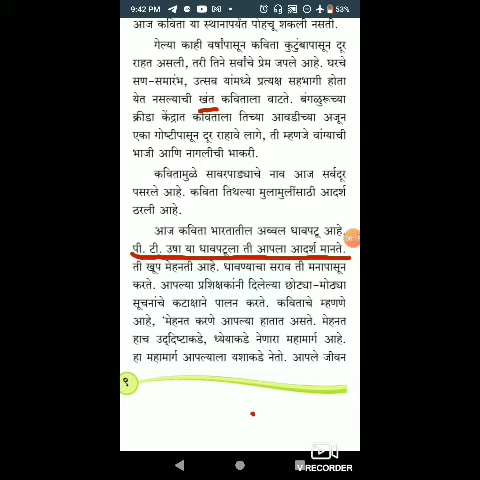 9:42 PM
53%
आज कविता या स्थानापर्यंत पोहचू शकली नसती.
गेल्या काही वर्षांपासून कविता कुटुंबापासून दूर
राहत असली, तरी तिने सर्वांचे प्रेम जपले आहे. घरचे
सण-समारंभ, उत्सव यांमध्ये प्रत्यक्ष सहभागी होता
येत नसल्याची खंत कविताला वाटते. बंगळुरूच्या
क्रीडा केंद्रात कविताला तिच्या आवडीच्या अजून
एका गोष्टीपासून दूर राहावे लागे, ती म्हणजे वांग्याची
भाजी आणि नागलीची भाकरी.
कवितामुळे सावरपाड्याचे नाव आज सर्वदूर
पसरले आहे. कविता तिथल्या मुलामुलींसाठी आदर्श
ठरली आहे.
आज कविता भारतातील अव्वल धावपटू आहे.
पी. टी. उषा या धावपटूला ती आपला आदर्श मानते.
ती खूप मेहनती आहे. धावण्याचा सराव ती मनापासून
करते. आपल्या प्रशिक्षकांनी दिलेल्या छोट्या-मोठ्या
सूचनांचे कटाक्षाने पालन करते. कविताचे म्हणणे
आहे, 'मेहनत करणे आपल्या हातात असते. मेहनत
हाच उद्दिष्टाकडे, ध्येयाकडे नेणारा महामार्ग आहे.
हा महामार्ग आपल्याला यशाकडे नेतो. आपले जीवन
९
V RECORDER